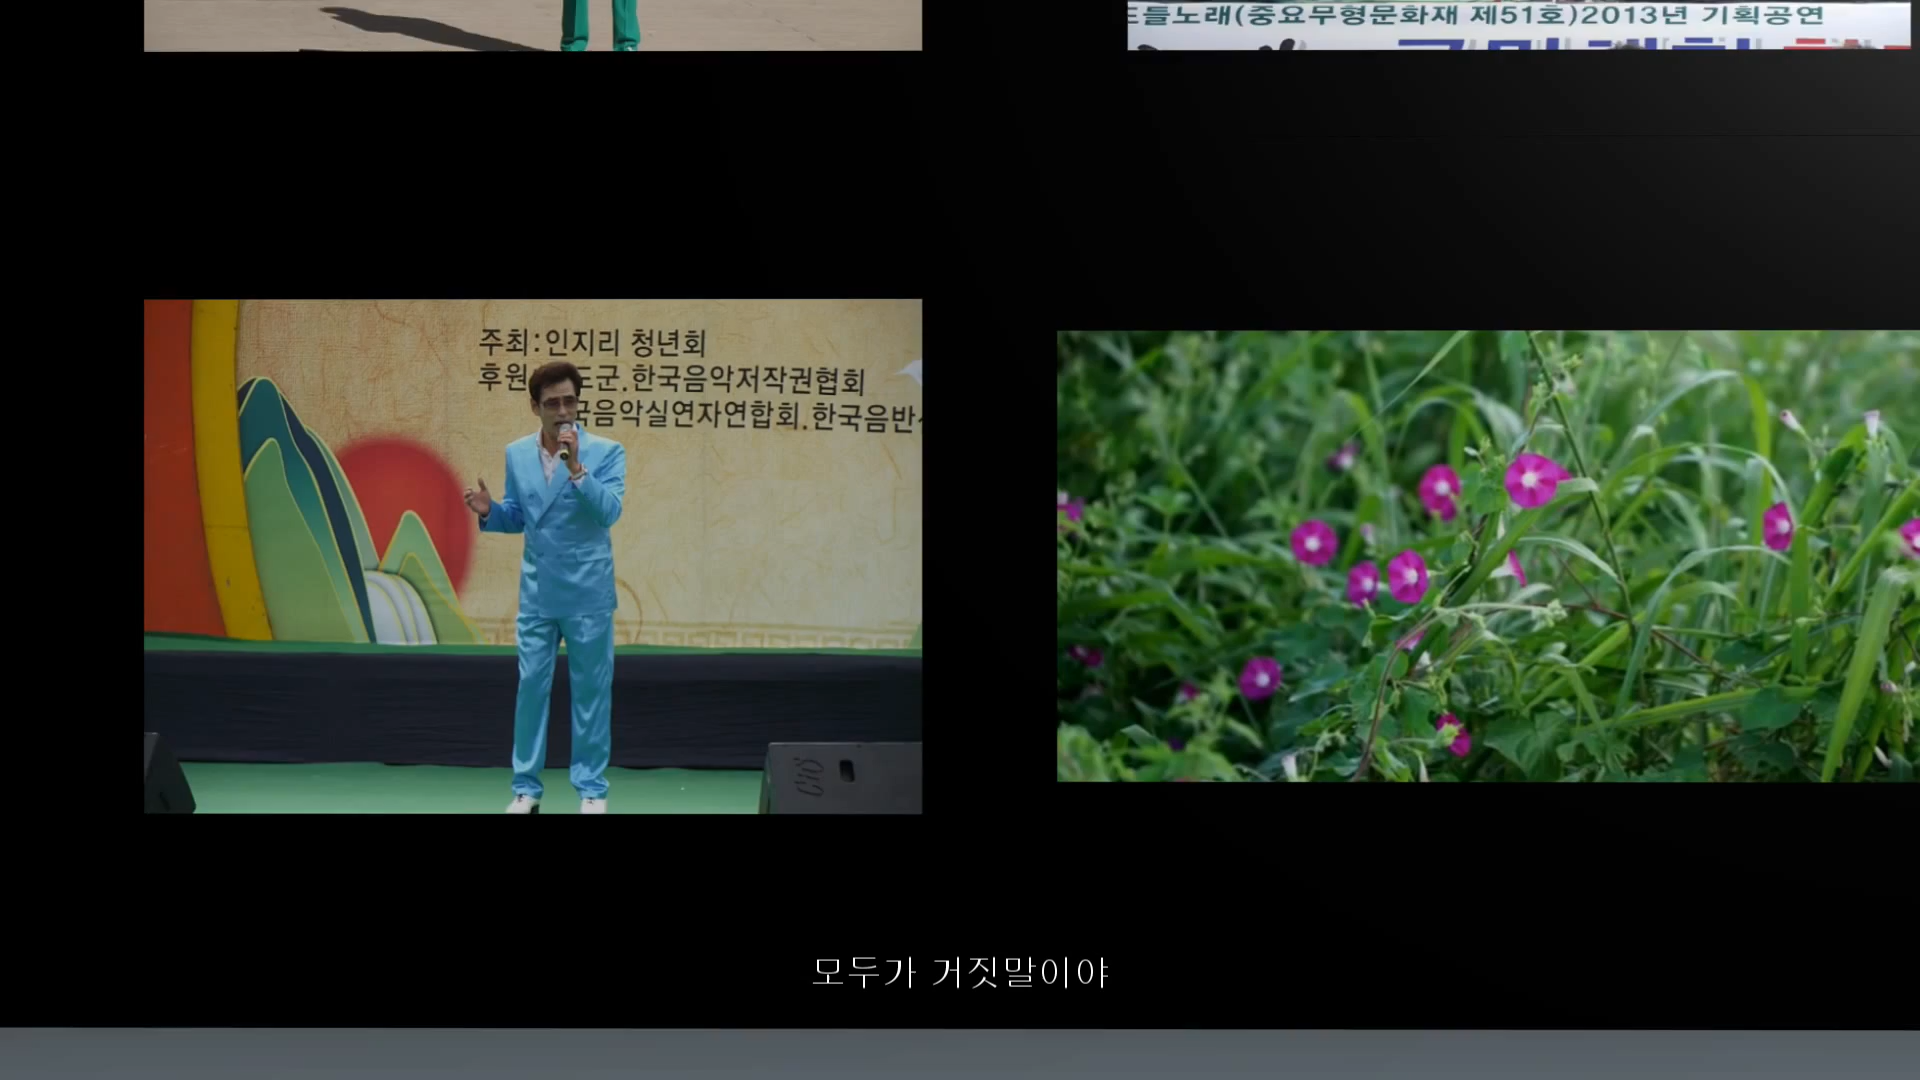 들노래(중요무형문화재 제51호)2013년 기획공연
주최:인지리 청년회
후원 군.한국음악저작권협회
국음악실연자연합회.한국음반
모두가 거짓말이야